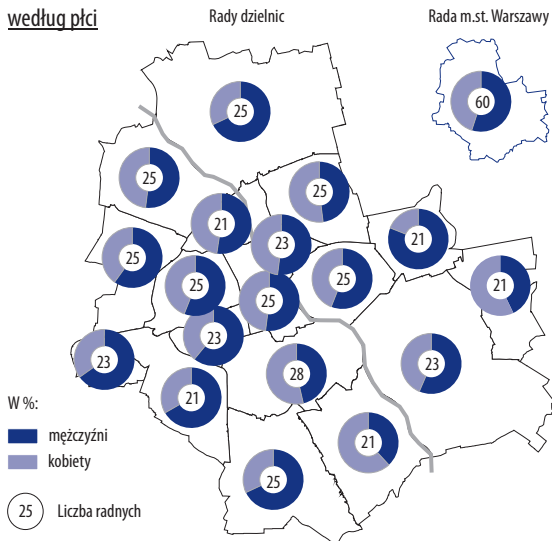 według płci
Rady dzielnic
Rada m.st. Warszawy
60
25
25
25
21
21
23
25
25
25
21
25
23
23
23
28
21
21
25
W %:
mężczyźni
kobiety
25 Liczba radnych